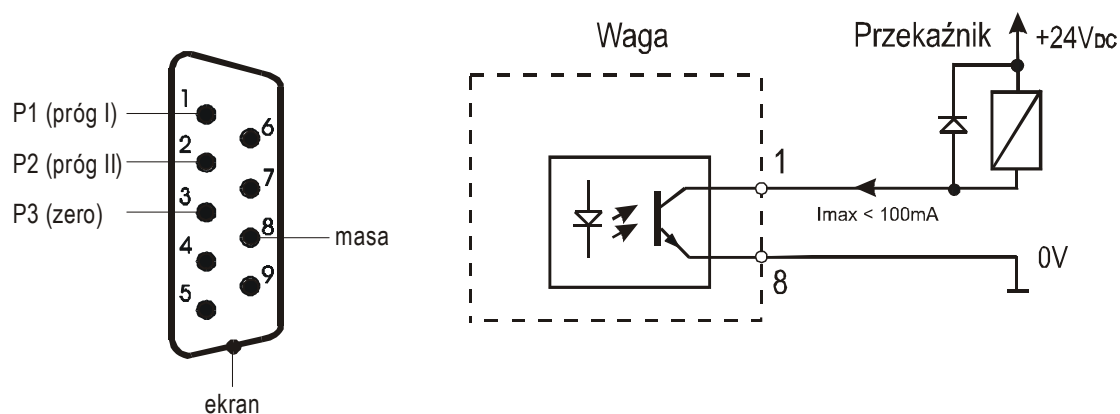 P1 (próg I)
P2 (próg II)
P3 (zero)
1
2
3
4
5
6
7
8
9
masa
ekran
Waga
Przekaźnik
+24VDC
1
Imax < 100mA
8
0V